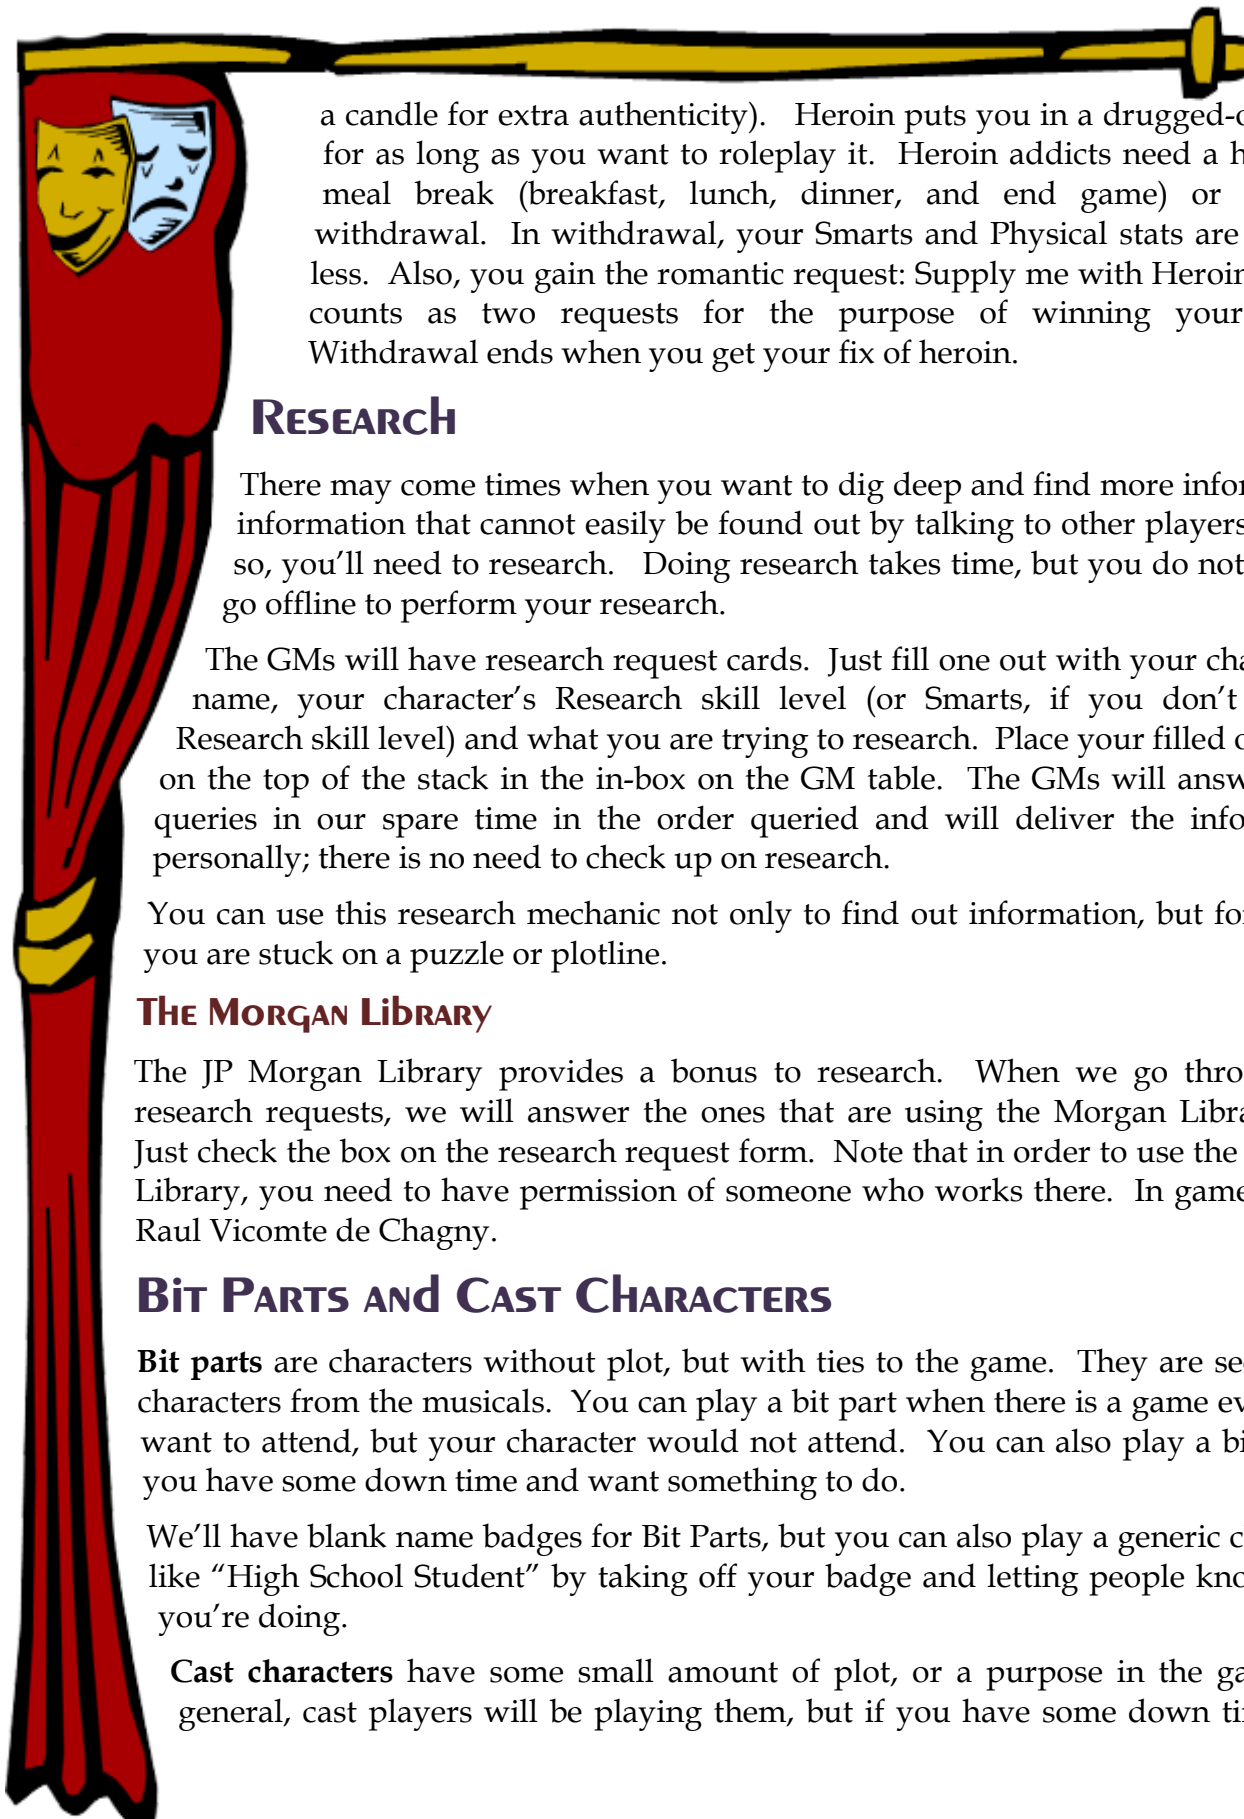 a candle for extra authenticity). Heroin puts you in a
for as long as you want to roleplay it. Heroin addicts need a
meal break (breakfast, lunch, dinner, and end game) or
withdrawal. In withdrawal, your Smarts and Physical stats are
less. Also, you gain the romantic request: Supply me with Heroin
counts as two requests for the purpose of winning your
Withdrawal ends when you get your fix of heroin.
Research
There may come times when you want to dig deep and find more
information that cannot easily be found out by talking to other players
so, you'll need to research. Doing research takes time, but you do not
go offline to perform your research.
The GMs will have research request cards. Just fill one out with your
name, your character's Research skill level (or Smarts, if you don't
Research skill level) and what you are trying to research. Place your filled
on the top of the stack in the in-box on the GM table. The GMs will
queries in our spare time in the order queried and will deliver the
personally; there is no need to check up on research.
You can use this research mechanic not only to find out information, but
you are stuck on a puzzle or plotline.
The Morgan Library
The JP Morgan Library provides a bonus to research. When we go
research requests, we will answer the ones that are using the Morgan
Just check the box on the research request form. Note that in order to use the
Library, you need to have permission of someone who works there. In game
Raul Vicomte de Chagny.
Bit Parts and Cast Characters
Bit parts are characters without plot, but with ties to the game. They are
characters from the musicals. You can play a bit part when there is a game
want to attend, but your character would not attend. You can also play a
you have some down time and want something to do.
We'll have blank name badges for Bit Parts, but you can also play a generic
like "High School Student" by taking off your badge and letting people
you're doing.
Cast characters have some small amount of plot, or a purpose in the
general, cast players will be playing them, but if you have some down